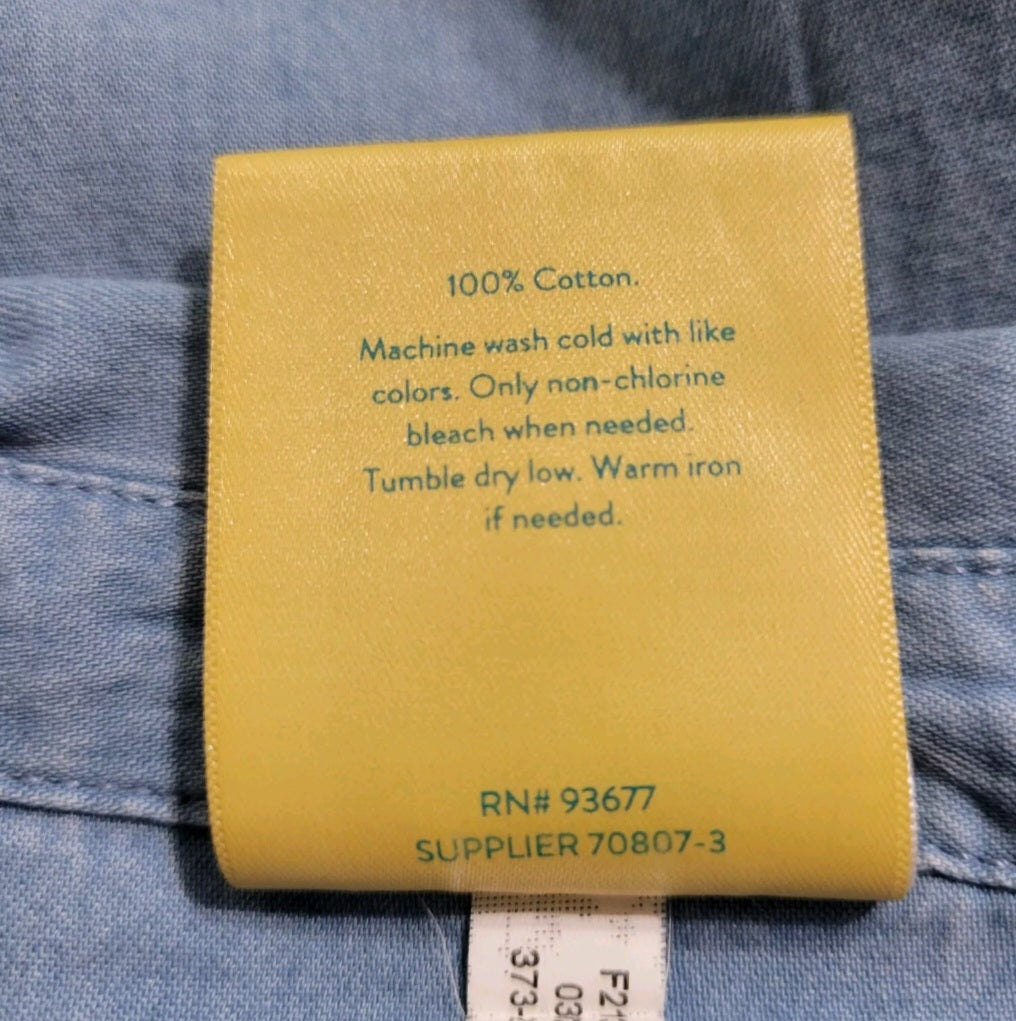 100% Cotton.
Machine wash cold with like
colors. Only non-chlorine
bleach when needed.
Tumble dry low. Warm iron
if needed.
RN# 93677
SUPPLIER 70807-3